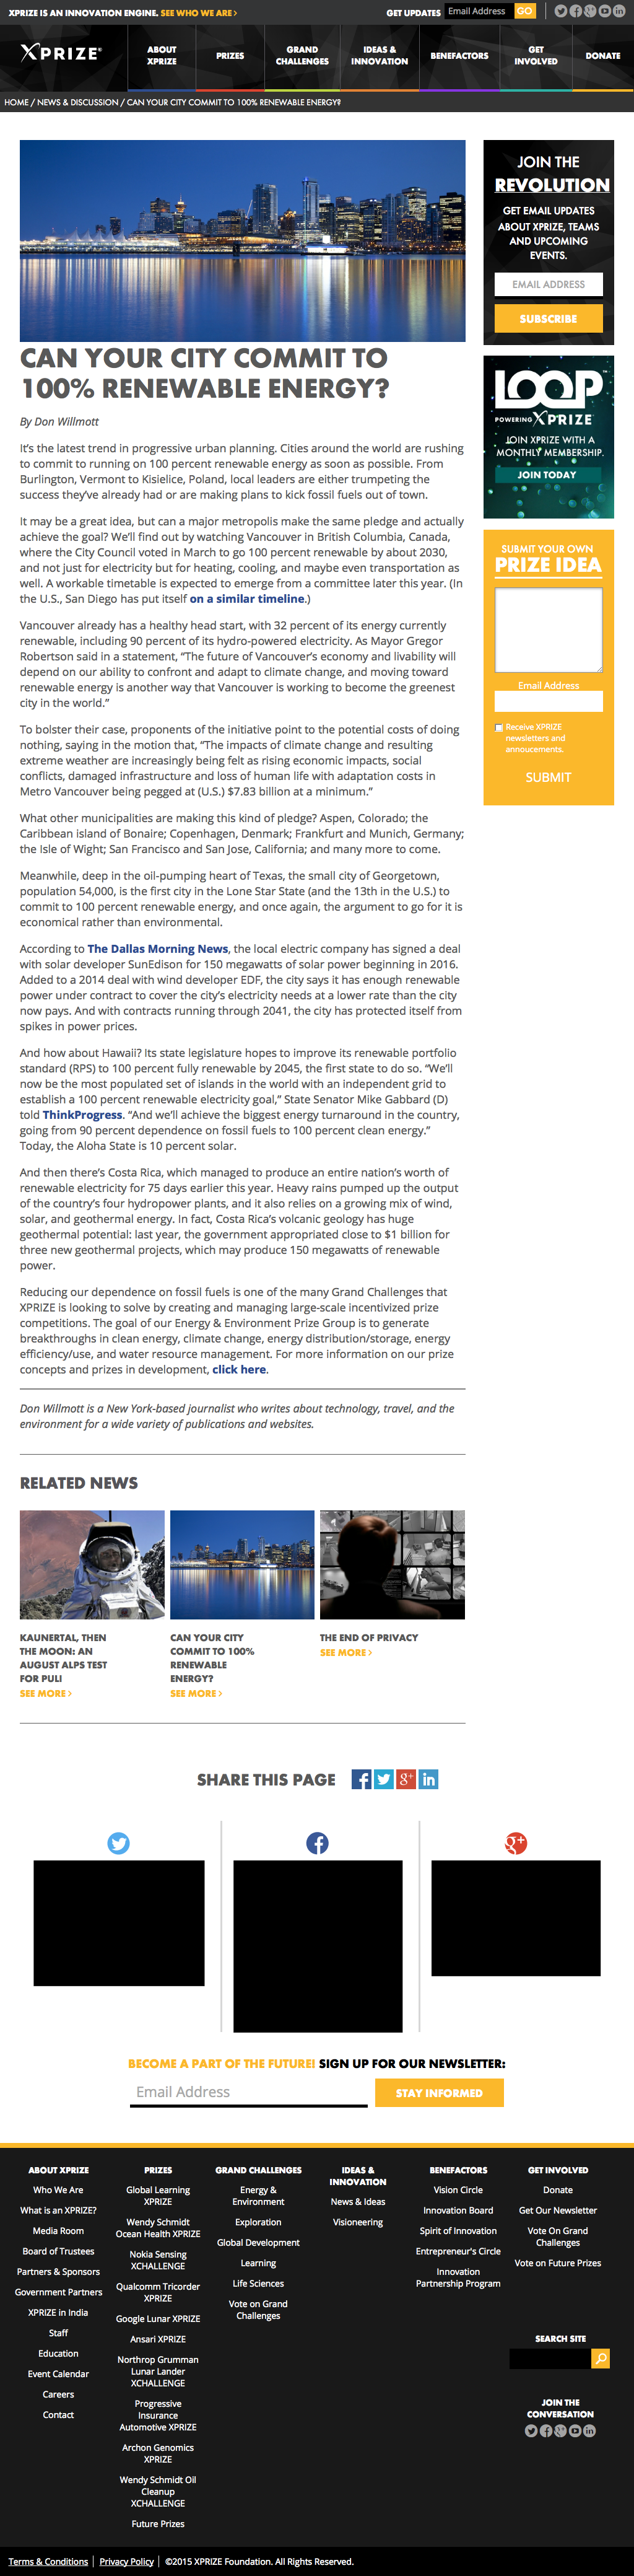 XPRIZE IS AN INNOVATION ENGINE. SEE WHO WE ARE >
GET UPDATES
Email Address
GO
XPRIZE®
ABOUT
XPRIZE
PRIZES
GRAND
CHALLENGES
IDEAS &
INNOVATION
BENEFACTORS
GET
INVOLVED
DONATE
HOME / NEWS & DISCUSSION / CAN YOUR CITY COMMIT TO 100% RENEWABLE ENERGY?
CAN YOUR CITY COMMIT TO
100% RENEWABLE ENERGY?
By Don Willmott
It's the latest trend in progressive urban planning. Cities around the world are rushing
to commit to running on 100 percent renewable energy as soon as possible. From
Burlington, Vermont to Kisielice, Poland, local leaders are either trumpeting the
success they've already had or are making plans to kick fossil fuels out of town.
It may be a great idea, but can a major metropolis make the same pledge and actually
achieve the goal? We'll find out by watching Vancouver in British Columbia, Canada,
where the City Council voted in March to go 100 percent renewable by about 2030,
and not just for electricity but for heating, cooling, and maybe even transportation as
well. A workable timetable is expected to emerge from a committee later this year. (In
the U.S., San Diego has put itself on a similar timeline.)
Vancouver already has a healthy head start, with 32 percent of its energy currently
renewable, including 90 percent of its hydro-powered electricity. As Mayor Gregor
Robertson said in a statement, "The future of Vancouver's economy and livability will
depend on our ability to confront and adapt to climate change, and moving toward
renewable energy is another way that Vancouver is working to become the greenest
city in the world."
To bolster their case, proponents of the initiative point to the potential costs of doing
nothing, saying in the motion that, "The impacts of climate change and resulting
extreme weather are increasingly being felt as rising economic impacts, social
conflicts, damaged infrastructure and loss of human life with adaptation costs in
Metro Vancouver being pegged at (U.S.) $7.83 billion at a minimum."
What other municipalities are making this kind of pledge? Aspen, Colorado; the
Caribbean island of Bonaire; Copenhagen, Denmark; Frankfurt and Munich, Germany;
the Isle of Wight; San Francisco and San Jose, California; and many more to come.
Meanwhile, deep in the oil-pumping heart of Texas, the small city of Georgetown,
population 54,000, is the first city in the Lone Star State (and the 13th in the U.S.) to
commit to 100 percent renewable energy, and once again, the argument to go for it is
economical rather than environmental.
According to The Dallas Morning News, the local electric company has signed a deal
with solar developer SunEdison for 150 megawatts of solar power beginning in 2016.
Added to a 2014 deal with wind developer EDF, the city says it has enough renewable
power under contract to cover the city's electricity needs at a lower rate than the city
now pays. And with contracts running through 2041, the city has protected itself from
spikes in power prices.
And how about Hawaii? Its state legislature hopes to improve its renewable portfolio
standard (RPS) to 100 percent fully renewable by 2045, the first state to do so. "We'll
now be the most populated set of islands in the world with an independent grid to
establish a 100 percent renewable electricity goal," State Senator Mike Gabbard (D)
told ThinkProgress. "And we'll achieve the biggest energy turnaround in the country,
going from 90 percent dependence on fossil fuels to 100 percent clean energy."
Today, the Aloha State is 10 percent solar.
And then there's Costa Rica, which managed to produce an entire nation's worth of
renewable electricity for 75 days earlier this year. Heavy rains pumped up the output
of the country's four hydropower plants, and it also relies on a growing mix of wind,
solar, and geothermal energy. In fact, Costa Rica's volcanic geology has huge
geothermal potential: last year, the government appropriated close to $1 billion for
three new geothermal projects, which may produce 150 megawatts of renewable
power.
Reducing our dependence on fossil fuels is one of the many Grand Challenges that
XPRIZE is looking to solve by creating and managing large-scale incentivized prize
competitions. The goal of our Energy & Environment Prize Group is to generate
breakthroughs in clean energy, climate change, energy distribution/storage, energy
efficiency/use, and water resource management. For more information on our prize
concepts and prizes in development, click here.
Don Willmott is a New York-based journalist who writes about technology, travel, and the
environment for a wide variety of publications and websites.
JOIN THE
REVOLUTION
GET EMAIL UPDATES
ABOUT XPRIZE, TEAMS
AND UPCOMING
EVENTS.
EMAIL ADDRESS
SUBSCRIBE
LOOP™
POWERING XPRIZE
JOIN XPRIZE WITH A
MONTHLY MEMBERSHIP.
JOIN TODAY
SUBMIT YOUR OWN
PRIZE IDEA
Email Address
Receive XPRIZE
newsletters and
annoucements.
SUBMIT
RELATED NEWS
KAUNERTAL, THEN
THE MOON: AN
AUGUST ALPS TEST
FOR PULI
SEE MORE >
CAN YOUR CITY
COMMIT TO 100%
RENEWABLE
ENERGY?
SEE MORE >
THE END OF PRIVACY
SEE MORE >
SHARE THIS PAGE
BECOME A PART OF THE FUTURE! SIGN UP FOR OUR NEWSLETTER:
Email Address
STAY INFORMED
ABOUT XPRIZE
Who We Are
What is an XPRIZE?
Media Room
Board of Trustees
Partners & Sponsors
Government Partners
XPRIZE in India
Staff
Education
Event Calendar
Careers
Contact
PRIZES
Global Learning
XPRIZE
Wendy Schmidt
Ocean Health XPRIZE
Nokia Sensing
XCHALLENGE
Qualcomm Tricorder
XPRIZE
Google Lunar XPRIZE
Ansari XPRIZE
Northrop Grumman
Lunar Lander
XCHALLENGE
Progressive
Insurance
Automotive XPRIZE
Archon Genomics
XPRIZE
Wendy Schmidt Oil
Cleanup
XCHALLENGE
Future Prizes
GRAND CHALLENGES
Energy &
Environment
Exploration
Global Development
Learning
Life Sciences
Vote on Grand
Challenges
IDEAS &
INNOVATION
News & Ideas
Visioneering
BENEFACTORS
Vision Circle
Innovation Board
Spirit of Innovation
Entrepreneur's Circle
Innovation
Partnership Program
GET INVOLVED
Donate
Get Our Newsletter
Vote On Grand
Challenges
Vote on Future Prizes
SEARCH SITE
JOIN THE
CONVERSATION
Terms & Conditions | Privacy Policy | ©2015 XPRIZE Foundation. All Rights Reserved.